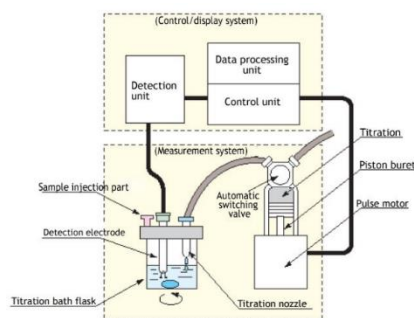 (Control/display system)
Data processing
unit
Detection
unit
Control unit
(Measurement system)
Titration
Piston buret
Sample injection part
Automatic
switching
valve
Pulse motor
Detection electrode
Titration bath flask
Titration nozzle